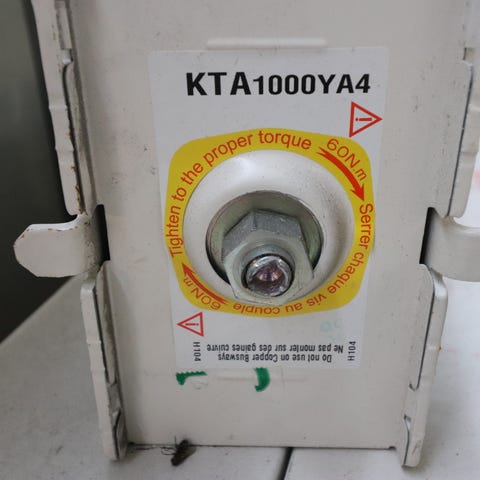 KTA1000YA4
Tighten to the proper torque 60N.m
Serrer chaque vis au couple 60N.m
H104
Do not use on Copper Busways
Ne pas monter sur des gaines cuivre
H104